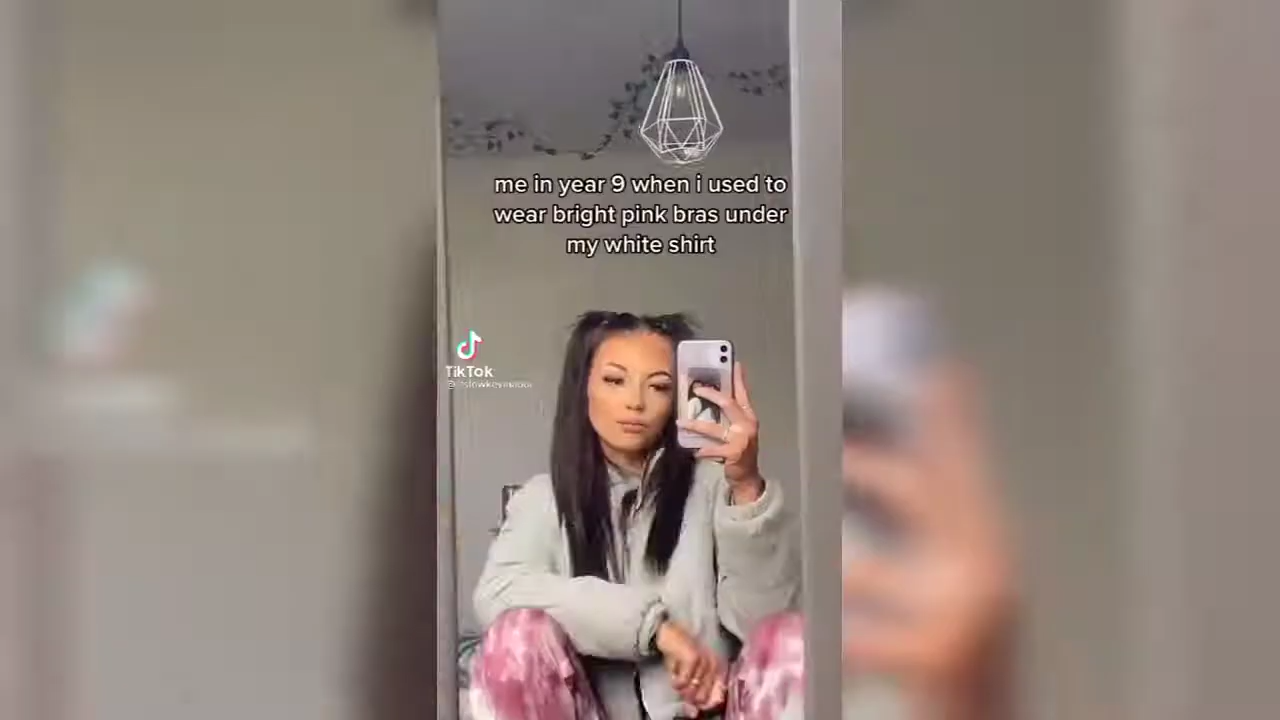 me in year 9 when i used to
wear bright pink bras under
my white shirt
TikTok